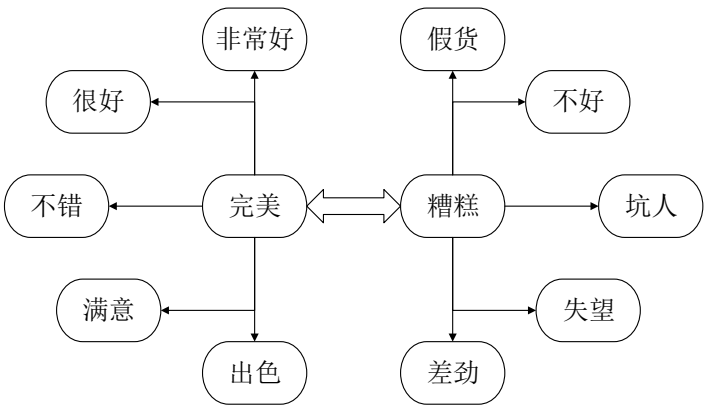 非常好
假货
很好
不好
不错
完美
糟糕
坑人
满意
失望
出色
差劲